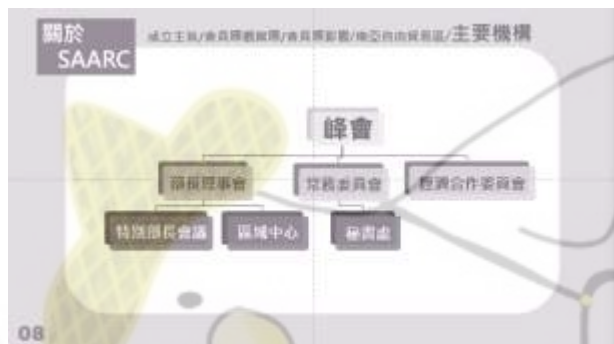 關於
SAARC
成立主旨/會員國觀察國/會員國影響/南亞自由貿易區/主要機構
峰會
部長理事會
常務委員會
經濟合作委員會
特別部長會議
區域中心
秘書處
08